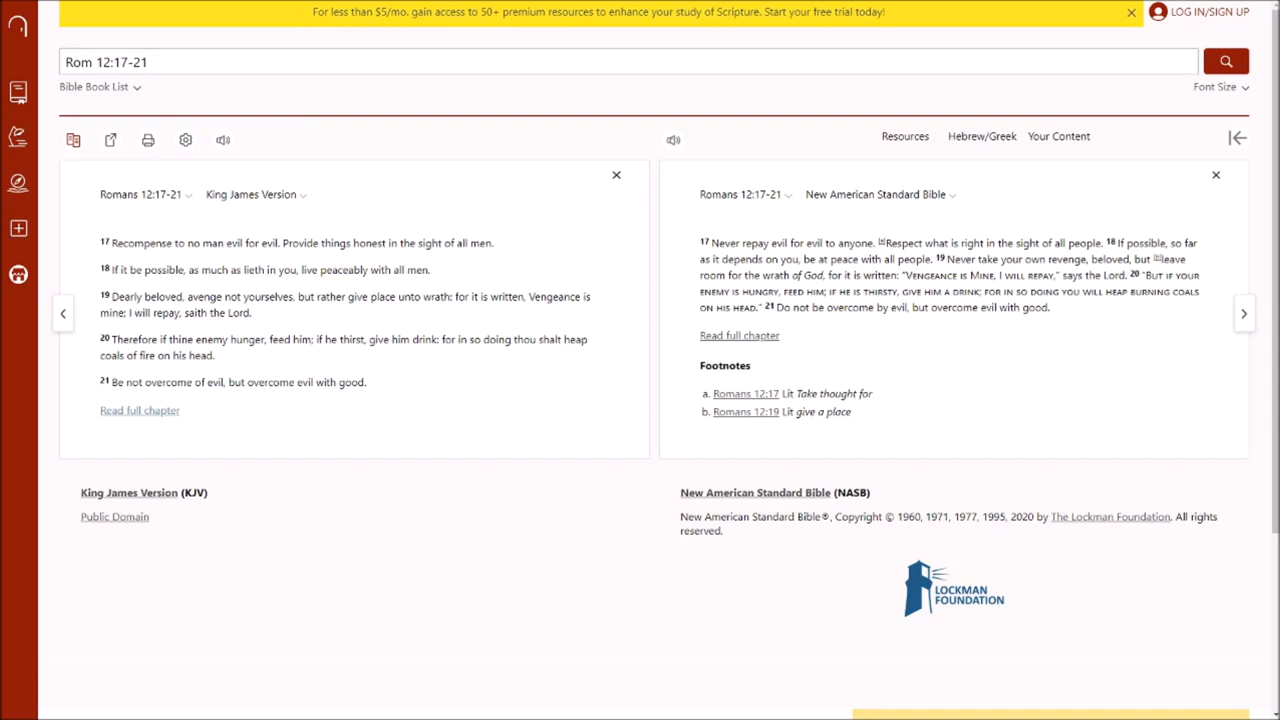 For less than $5/mo. gain access to 50+ premium resources to enhance your study of Scripture. Start your free trial today!
LOG IN/SIGN UP
Rom 12:17-21
Bible Book List
Font Size
Resources Hebrew/Greek Your Content
Romans 12:17-21 King James Version
17 Recompense to no man evil for evil. Provide things honest in the sight of all men.
18 If it be possible, as much as lieth in you, live peaceably with all men.
19 Dearly beloved, avenge not yourselves, but rather give place unto wrath: for it is written, Vengeance is
mine; I will repay, saith the Lord.
20 Therefore if thine enemy hunger, feed him; if he thirst, give him drink: for in so doing thou shalt heap
coals of fire on his head.
21 Be not overcome of evil, but overcome evil with good.
Read full chapter
Romans 12:17-21 New American Standard Bible
17 Never repay evil for evil to anyone. [a]Respect what is right in the sight of all people. 18 If possible, so far
as it depends on you, be at peace with all people. 19 Never take your own revenge, beloved, but [b]leave
room for the wrath of God, for it is written: “Vengeance is Mine, I will repay,” says the Lord. 20 “But if your
enemy is hungry, feed him; if he is thirsty, give him a drink; for in so doing you will heap burning coals
on his head.” 21 Do not be overcome by evil, but overcome evil with good.
Read full chapter
Footnotes
a. Romans 12:17 Lit Take thought for
b. Romans 12:19 Lit give a place
King James Version (KJV)
Public Domain
New American Standard Bible (NASB)
New American Standard Bible®, Copyright © 1960, 1971, 1977, 1995, 2020 by The Lockman Foundation. All rights
reserved.
LOCKMAN
FOUNDATION